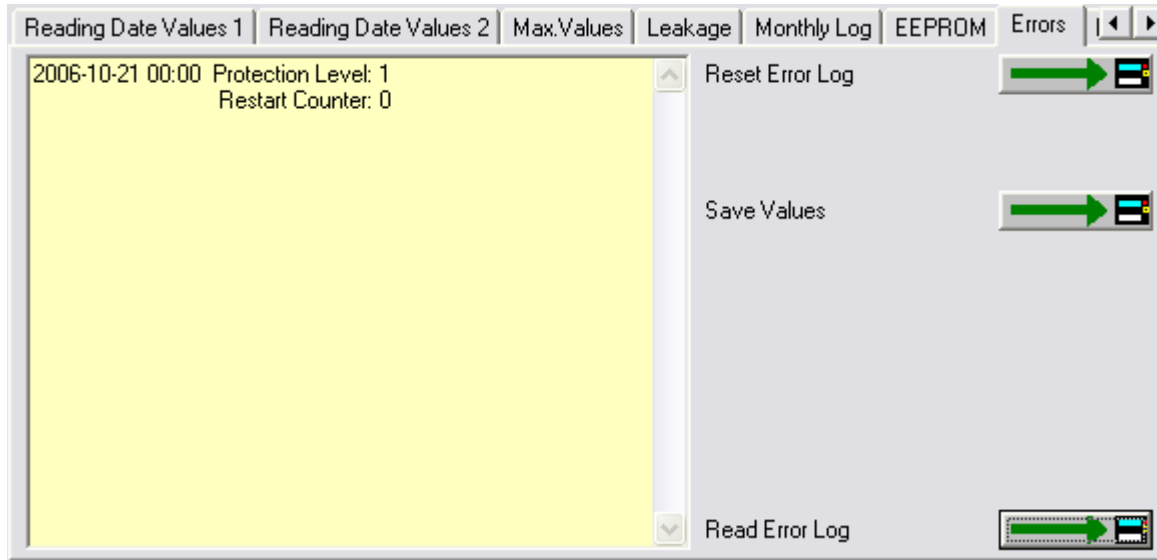 Reading Date Values 1 Reading Date Values 2 Max.Values Leakage Monthly Log EEPROM Errors
2006-10-21 00:00 Protection Level: 1
Restart Counter: 0
Reset Error Log
Save Values
Read Error Log